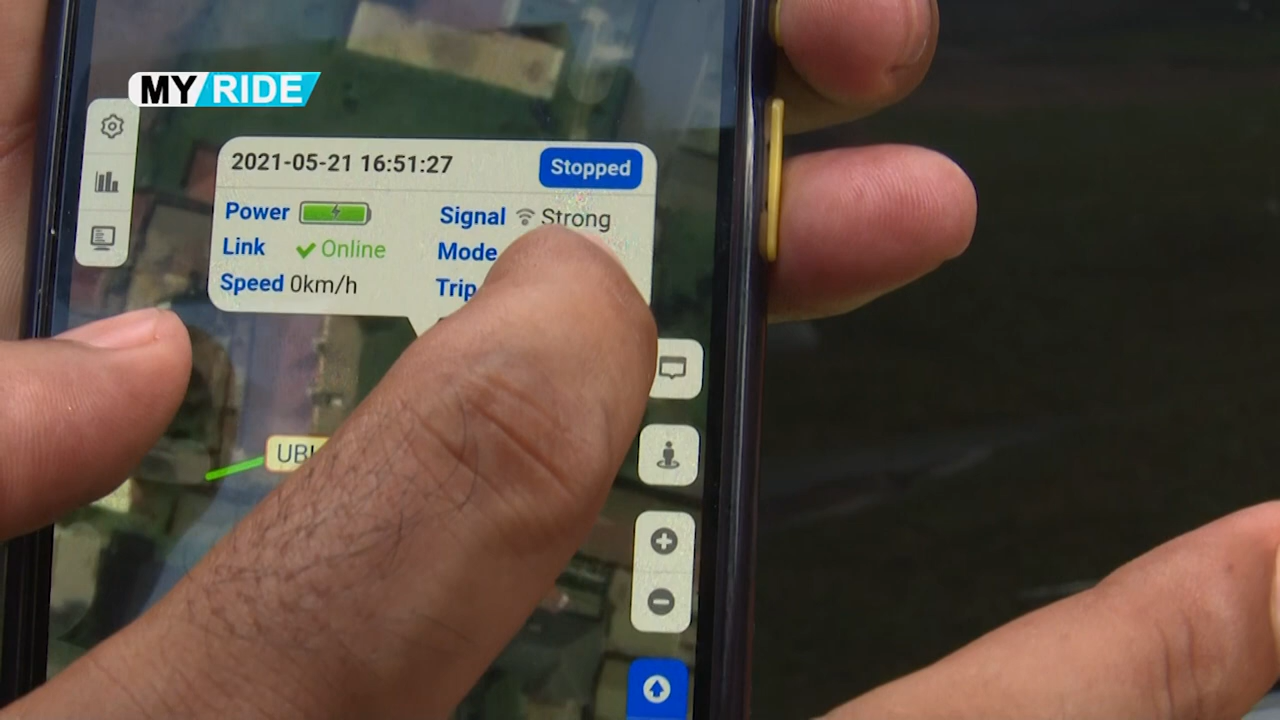 MY RIDE
2021-05-21 16:51:27 Stopped
Power Signal Strong
Link Online Mode
Speed 0km/h Trip